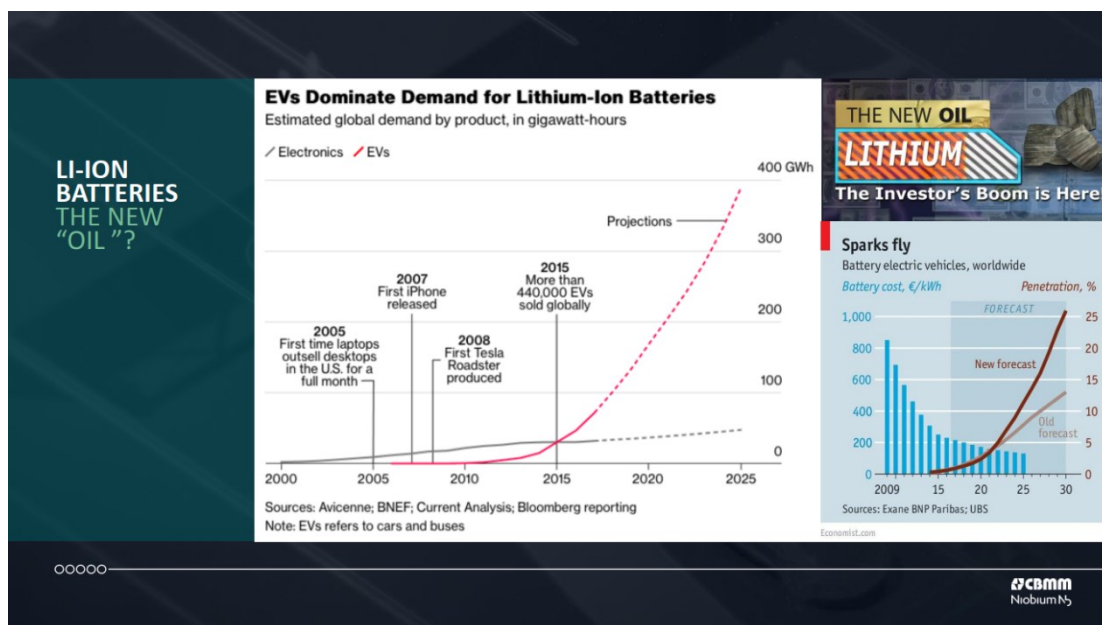 LI-ION
BATTERIES
THE NEW
“OIL ”?
EVs Dominate Demand for Lithium-Ion Batteries
Estimated global demand by product, in gigawatt-hours
Electronics EVs
400 GWh
300
200
100
0
Projections
2005
First time laptops
outsell desktops
in the U.S. for a
full month
2007
First iPhone
released
2008
First Tesla
Roadster
produced
2015
More than
440,000 EVs
sold globally
2000 2005 2010 2015 2020 2025
Sources: Avicenne; BNEF; Current Analysis; Bloomberg reporting
Note: EVs refers to cars and buses
THE NEW OIL
LITHIUM
The Investor's Boom is Here!
Sparks fly
Battery electric vehicles, worldwide
Battery cost, €/kWh Penetration, %
FORECAST
1,000 25
800 20
600 15
400 10
200 5
0 0
New forecast
Old
forecast
2009 15 20 25 30
Sources: Exane BNP Paribas; UBS
Economist.com
CBMM
Niobium N5